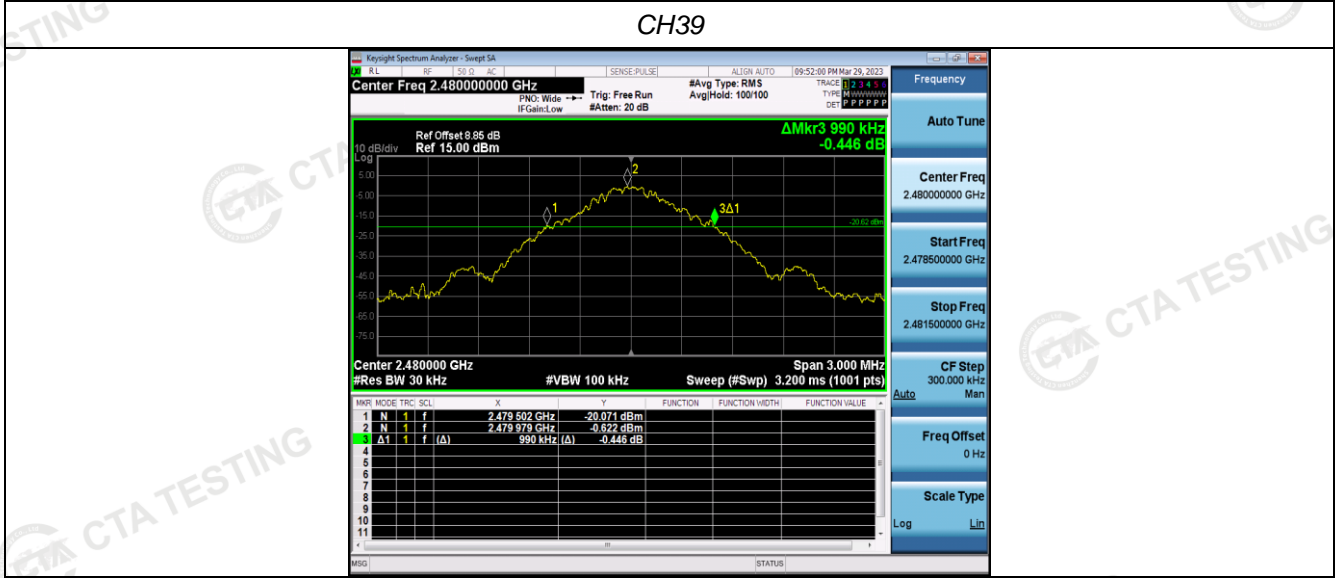 CH39
Keysight Spectrum Analyzer - Swept SA
RL RF 50 Ω AC SENSE:PULSE ALIGN AUTO 09:52:00 PM Mar 29, 2023
Center Freq 2.480000000 GHz
PNO: Wide
IFGain:Low
Trig: Free Run
#Atten: 20 dB
#Avg Type: RMS
Avg|Hold: 100/100
TRACE 1 2 3 4 5 6
TYPE
DET P P P P P P
Ref Offset 8.85 dB
10 dB/div Ref 15.00 dBm
Log
ΔMkr3 990 kHz
-0.446 dB
5.00
-5.00
-15.0
-25.0
-35.0
-45.0
-55.0
-65.0
-75.0
1
2
3Δ1
-20.62 dBm
Center 2.480000 GHz Span 3.000 MHz
#Res BW 30 kHz #VBW 100 kHz Sweep (#Swp) 3.200 ms (1001 pts)
MKR MODE TRC SCL X Y FUNCTION FUNCTION WIDTH FUNCTION VALUE
1 N 1 f 2.479 502 GHz -20.071 dBm
2 N 1 f 2.479 979 GHz -0.622 dBm
3 Δ1 1 f (Δ) 990 kHz (Δ) -0.446 dB
4
5
6
7
8
9
10
11
MSG STATUS
Frequency
Auto Tune
Center Freq
2.480000000 GHz
Start Freq
2.478500000 GHz
Stop Freq
2.481500000 GHz
CF Step
300.000 kHz
Auto Man
Freq Offset
0 Hz
Scale Type
Log Lin
CTA TESTING
CTA TESTING